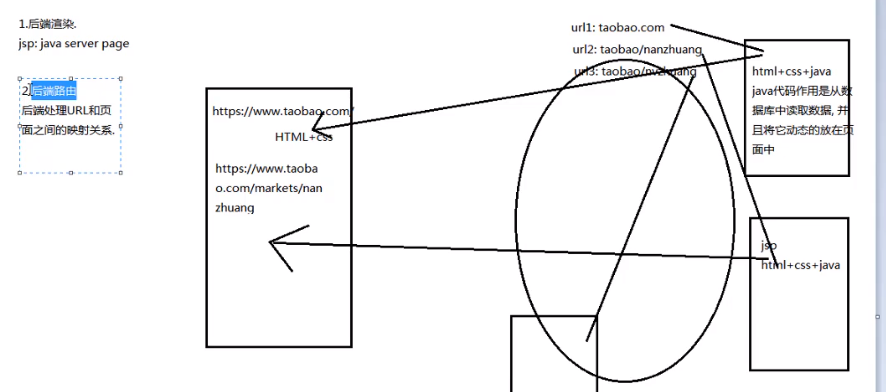 1.后端渲染.
jsp: java server page
2.后端路由
后端处理URL和页
面之间的映射关系.
https://www.taobao.com/
HTML+css
https://www.taoba
o.com/markets/nan
zhuang
url1: taobao.com
url2: taobao/nanzhuang
url3: taobao/nvzhuang
html+css+java
java代码作用是从数
据库中读取数据, 并
且将它动态的放在页
面中
jsp
html+css+java